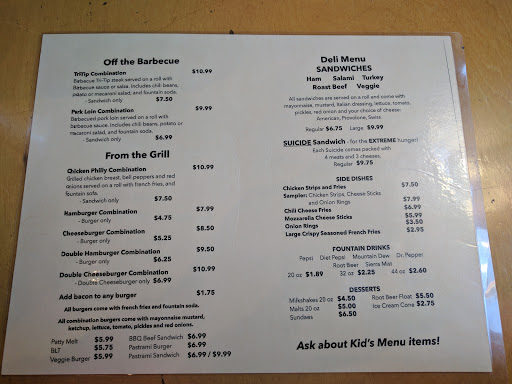 Off the Barbecue
TriTip Combination $10.99
Barbecue Tri-Tip steak served on a roll with
Barbecue sauce or salsa. Includes chili beans,
potato or macaroni salad, and fountain soda.
- Sandwich only $7.50
Pork Loin Combination $9.99
Barbecued pork loin served on a roll with
barbecue sauce. Includes chili beans, potato or
macaroni salad, and fountain soda.
- Sandwich only $6.99
From the Grill
Chicken Philly Combination $10.99
Grilled chicken breast, bell peppers and red
onions served on a roll with french fries, and
fountain soda.
- Sandwich only $7.50
Hamburger Combination $7.99
- Burger only $4.75
Cheeseburger Combination $8.50
- Burger only $5.25
Double Hamburger Combination $9.50
- Burger only $6.25
Double Cheeseburger Combination $10.99
- Double Cheeseburger only $6.99
Add bacon to any burger $1.75
All burgers come with french fries and fountain soda.
All combination burgers come with mayonnaise mustard,
ketchup, lettuce, tomato, pickles and red onions.
Patty Melt $5.99 BBQ Beef Sandwich $6.99
BLT $5.75 Pastrami Burger $6.99
Veggie Burger $5.99 Pastrami Sandwich $6.99 / $9.99
Deli Menu
SANDWICHES
Ham Salami Turkey
Roast Beef Veggie
All sandwiches are served on a roll and come with
mayonnaise, mustard, Italian dressing, lettuce, tomato,
pickles, red onion and your choice of cheese:
American, Provolone, Swiss
Regular $6.75 Large $9.99
SUICIDE Sandwich - for the EXTREME hunger!
Each Suicide comes packed with
4 meats and 3 cheeses.
Regular $9.75
SIDE DISHES
Chicken Strips and Fries $7.50
Sampler: Chicken Strips, Cheese Sticks
and Onion Rings $7.99
Chili Cheese Fries $6.99
Mozzarella Cheese Sticks $5.99
Onion Rings $3.50
Large Crispy Seasoned French Fries $2.95
FOUNTAIN DRINKS
Pepsi Diet Pepsi Mountain Dew Dr. Pepper
Root Beer Sierra Mist
20 oz $1.89 32 oz $2.25 44 oz $2.60
DESSERTS
Milkshakes 20 oz $4.50 Root Beer Float $5.50
Malts 20 oz $5.00 Ice Cream Cone $2.75
Sundaes $6.50
Ask about Kid's Menu items!